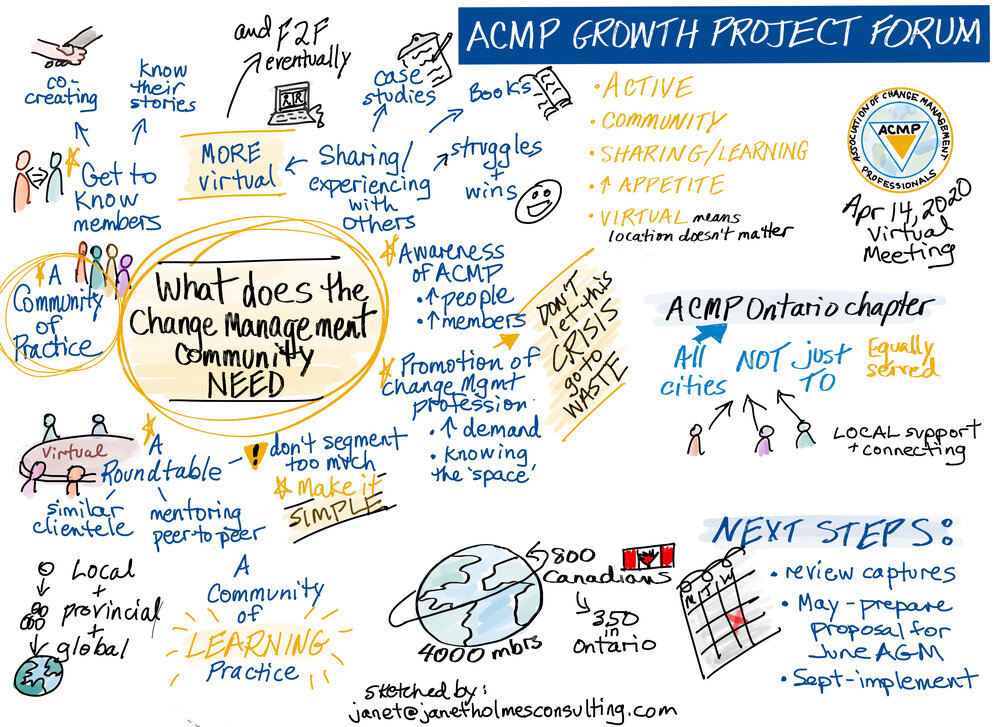 ACMP GROWTH PROJECT FORUM
co-
creating
Know
their
stories
and F2F
eventually
case
studies
Books
MORE
virtual
Sharing/
experiencing
with
others
struggles
+
wins
Get to
Know
members
• ACTIVE
• COMMUNITY
• SHARING/LEARNING
• ↑ APPETITE
• VIRTUAL means
location doesn't matter
ASSOCIATION OF CHANGE MANAGEMENT
PROFESSIONALS
ACMP
Apr 14, 2020
Virtual
Meeting
A
Community
of
Practice
What does the
Change Management
Community
NEED
Awareness
of ACMP
• ↑ people
• ↑ members
Promotion of
change Mgmt
profession
• ↑ demand
• knowing
the 'space'
DON'T
let this
CRISIS
go to
WASTE
ACMP Ontario chapter
All
cities
NOT just
TO
Equally
served
LOCAL support
+ connecting
Virtual
A
Roundtable
similar
clientele
mentoring
peer-to-peer
!
don't segment
too much
Make it
SIMPLE
Local
+
provincial
+
global
A
Community
of
LEARNING
Practice
4000 mbrs
800
Canadians
350
in
Ontario
NEXT STEPS:
M J J
• review captures
• May - prepare
proposal for
June AGM
• Sept - implement
sketched by:
janet@janetholmesconsulting.com